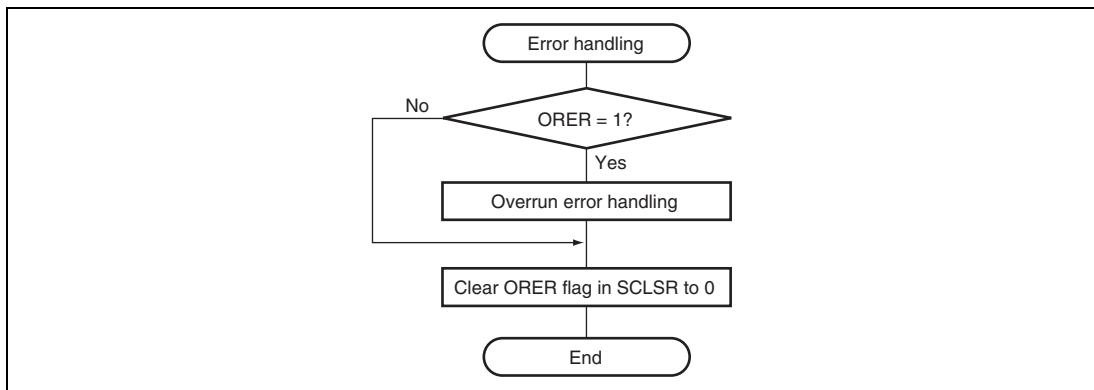 Error handling
No
ORER = 1?
Yes
Overrun error handling
Clear ORER flag in SCLSR to 0
End